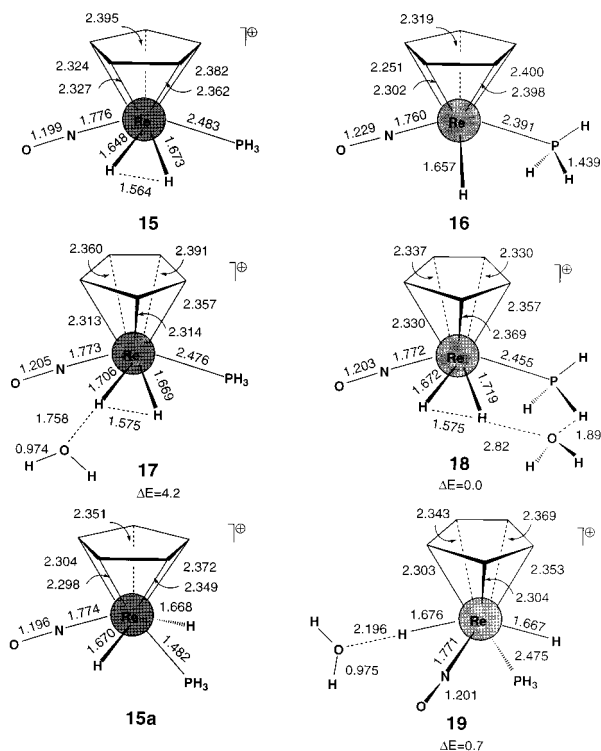 2.395
⊕
2.324
2.327
2.382
2.362
1.199
1.776
2.483
O
N
Re
1.648
1.673
PH3
H
H
1.564
15
2.319
2.251
2.302
2.400
2.398
1.229
1.760
2.391
O
N
Re
H
P
1.439
H
H
1.657
H
16
2.360
2.391
⊕
2.357
2.313
2.314
1.205
1.773
2.476
O
N
Re
1.706
1.669
PH3
H
H
1.758
1.575
0.974
O
H
H
17
ΔE=4.2
2.337
2.330
⊕
2.357
2.330
2.369
1.203
1.772
2.455
O
N
Re
H
1.672
1.719
P
H
H
H
H
1.575
2.82
1.89
O
H
H
18
ΔE=0.0
2.351
⊕
2.304
2.298
2.372
2.349
1.196
1.774
1.668
O
N
Re
H
1.670
1.482
H
PH3
15a
2.343
2.369
⊕
2.303
2.353
2.304
H
2.196
H
1.676
Re
1.667
H
O
0.975
1.771
2.475
H
N
PH3
O
1.201
19
ΔE=0.7